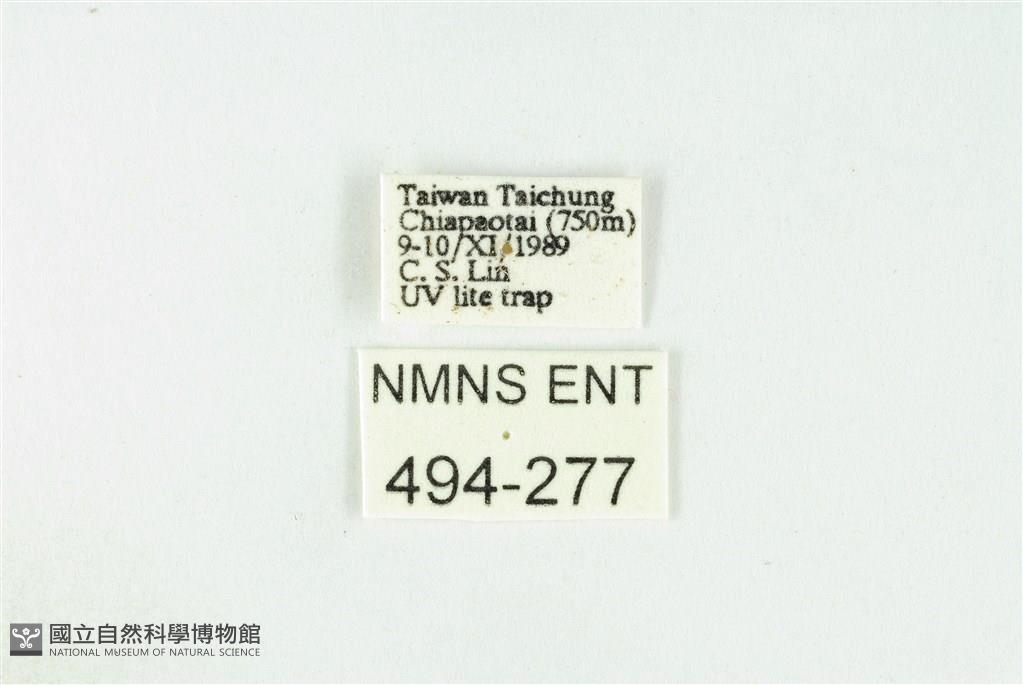 Taiwan Taichung
Chiapaotai (750m)
9-10/XI/1989
C. S. Lin
UV lite trap
NMNS ENT
494-277
國立自然科學博物館
NATIONAL MUSEUM OF NATURAL SCIENCE